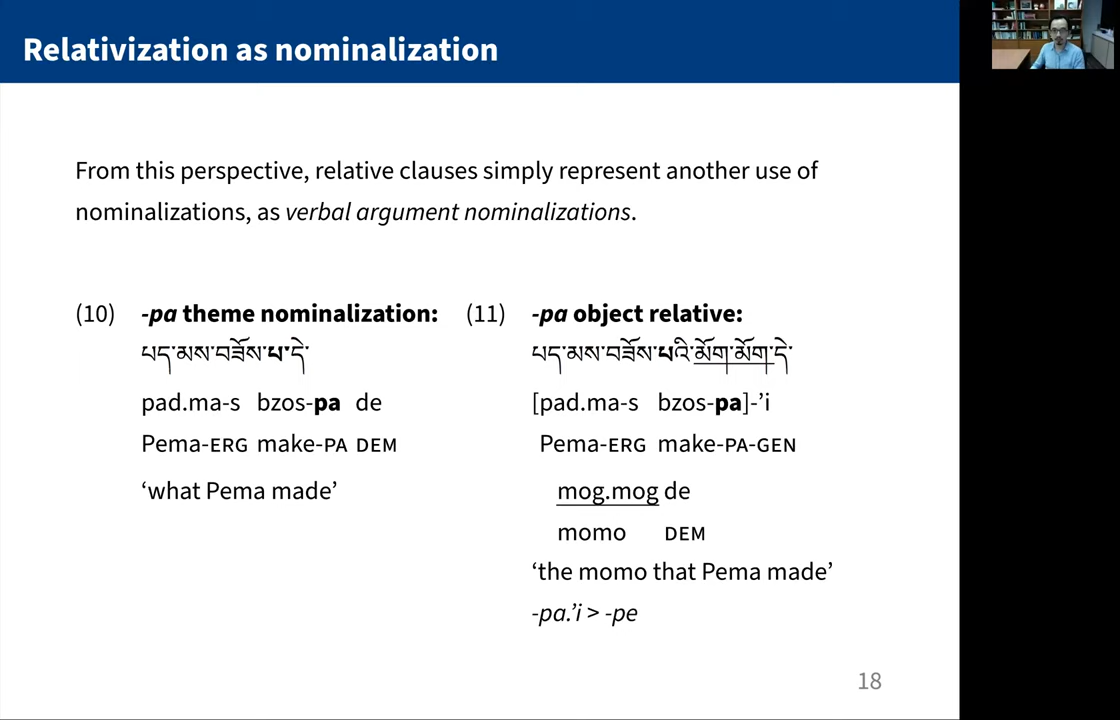 Relativization as nominalization
From this perspective, relative clauses simply represent another use of
nominalizations, as verbal argument nominalizations.
(10) -pa theme nominalization:
པད་མས་བཟོས་པ་དེ་
pad.ma-s bzos-pa de
Pema-ERG make-PA DEM
‘what Pema made’
(11) -pa object relative:
པད་མས་བཟོས་པའི་མོག་མོག་དེ་
[pad.ma-s bzos-pa]-’i
Pema-ERG make-PA-GEN
mog.mog de
momo DEM
‘the momo that Pema made’
-pa.’i > -pe
18